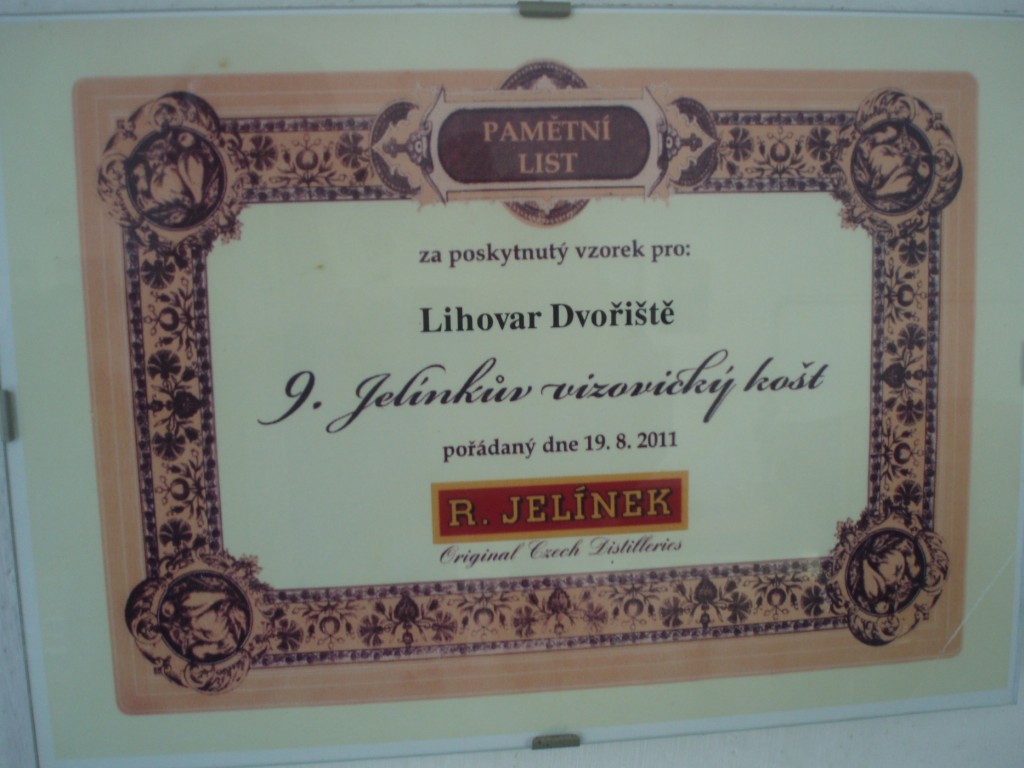 PAMĚTNÍ
LIST
za poskytnutý vzorek pro:
Lihovar Dvořiště
9. Jelínkův vizovický košt
pořádaný dne 19. 8. 2011
R. JELÍNEK
Original Czech Distilleries